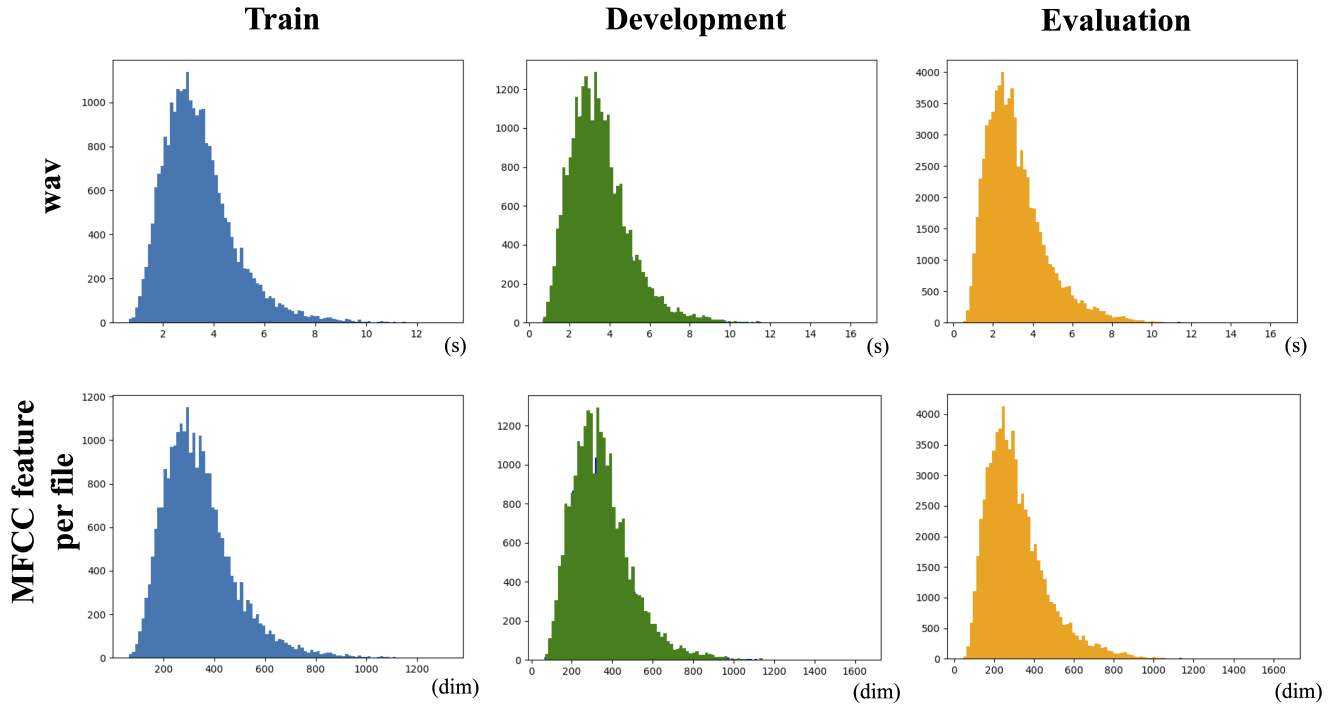 Train Development Evaluation
wav
1000
800
600
400
200
0
2 4 6 8 10 12
(s)
1200
1000
800
600
400
200
0
0 2 4 6 8 10 12 14 16
(s)
4000
3500
3000
2500
2000
1500
1000
500
0
0 2 4 6 8 10 12 14 16
(s)
MFCC feature
per file
1200
1000
800
600
400
200
0
200 400 600 800 1000 1200
(dim)
1200
1000
800
600
400
200
0
0 200 400 600 800 1000 1200 1400 1600
(dim)
4000
3500
3000
2500
2000
1500
1000
500
0
0 200 400 600 800 1000 1200 1400 1600
(dim)